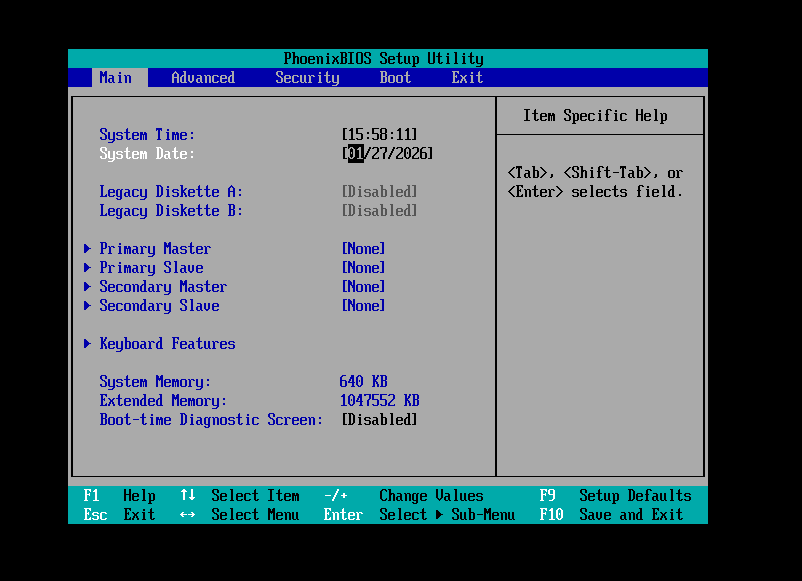 PhoenixBIOS Setup Utility
Main Advanced Security Boot Exit
Item Specific Help
System Time: [15:58:11]
System Date: [01/27/2026]
<Tab>, <Shift-Tab>, or
<Enter> selects field.
Legacy Diskette A: [Disabled]
Legacy Diskette B: [Disabled]
Primary Master [None]
Primary Slave [None]
Secondary Master [None]
Secondary Slave [None]
Keyboard Features
System Memory: 640 KB
Extended Memory: 1047552 KB
Boot-time Diagnostic Screen: [Disabled]
F1 Help ↑↓ Select Item -/+ Change Values F9 Setup Defaults
Esc Exit ↔ Select Menu Enter Select ▶ Sub-Menu F10 Save and Exit